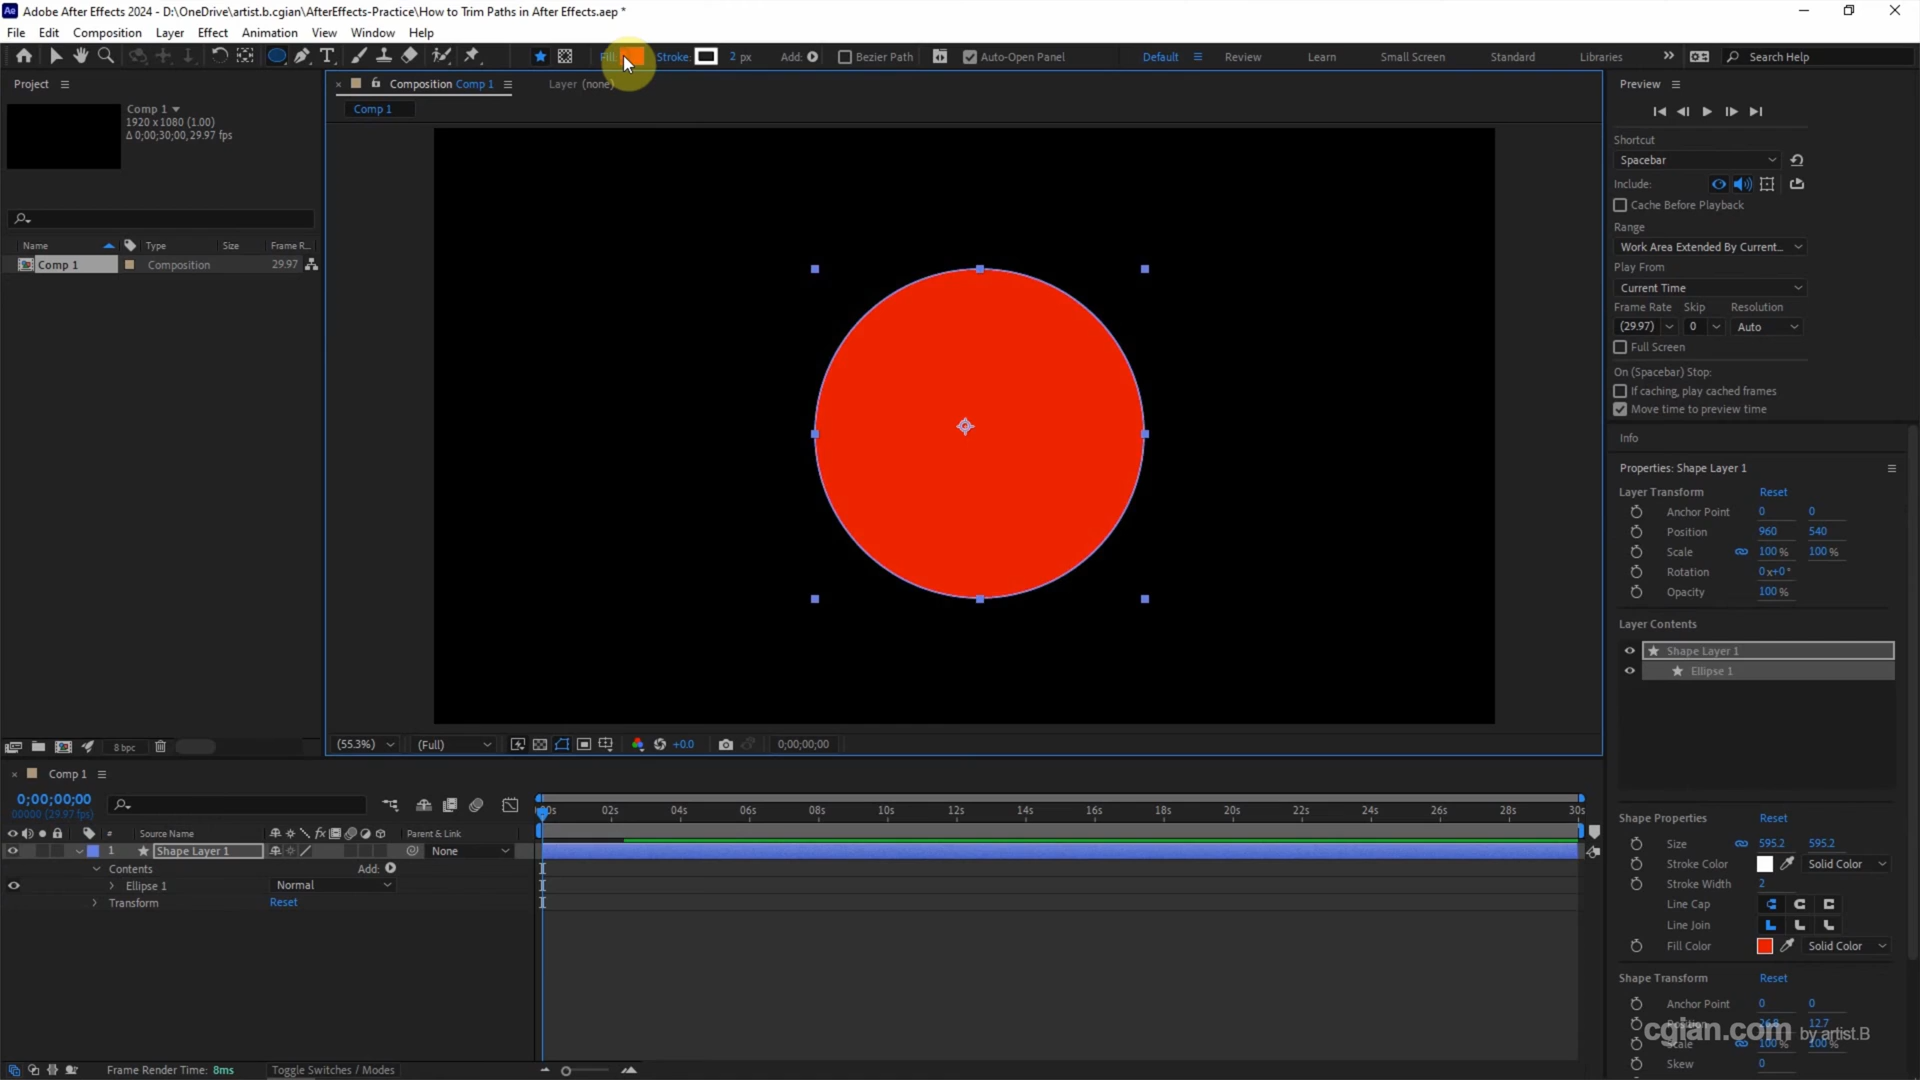 Adobe After Effects 2024 - D:\OneDrive\artist.b.cgian\AfterEffects-Practice\How to Trim Paths in After Effects.aep *
File Edit Composition Layer Effect Animation View Window Help
Fill: Stroke: 2 px Add: Bezier Path Auto-Open Panel Default Review Learn Small Screen Standard Libraries Search Help
Project
Composition Comp 1 Layer (none)
Preview
Comp 1
1920 x 1080 (1.00)
Δ 0;00;30;00, 29.97 fps
Comp 1
Shortcut
Spacebar
Include:
Cache Before Playback
Range
Work Area Extended By Current...
Play From
Current Time
Frame Rate Skip Resolution
(29.97) 0 Auto
Full Screen
On (Spacebar) Stop:
If caching, play cached frames
Move time to preview time
Name Type Size Frame R...
Comp 1 Composition 29.97
Info
Properties: Shape Layer 1
Layer Transform Reset
Anchor Point 0 0
Position 960 540
Scale 100 % 100 %
Rotation 0 x+0 °
Opacity 100 %
Layer Contents
Shape Layer 1
Ellipse 1
8 bpc
(55.3%) (Full) +0.0 0;00;00;00
Comp 1
0;00;00;00
00000 (29.97 fps)
02s 04s 06s 08s 10s 12s 14s 16s 18s 20s 22s 24s 26s 28s 30s
# Source Name fx Parent & Link
1 Shape Layer 1 None
Contents Add:
Ellipse 1 Normal
Transform Reset
Shape Properties Reset
Size 595.2 595.2
Stroke Color Solid Color
Stroke Width 2
Line Cap
Line Join
Fill Color Solid Color
Shape Transform Reset
Anchor Point 0 0
Position 26.8 12.7
Scale 100 % 100 %
Skew 0
cgian.com by artist.B
Frame Render Time: 8ms Toggle Switches / Modes